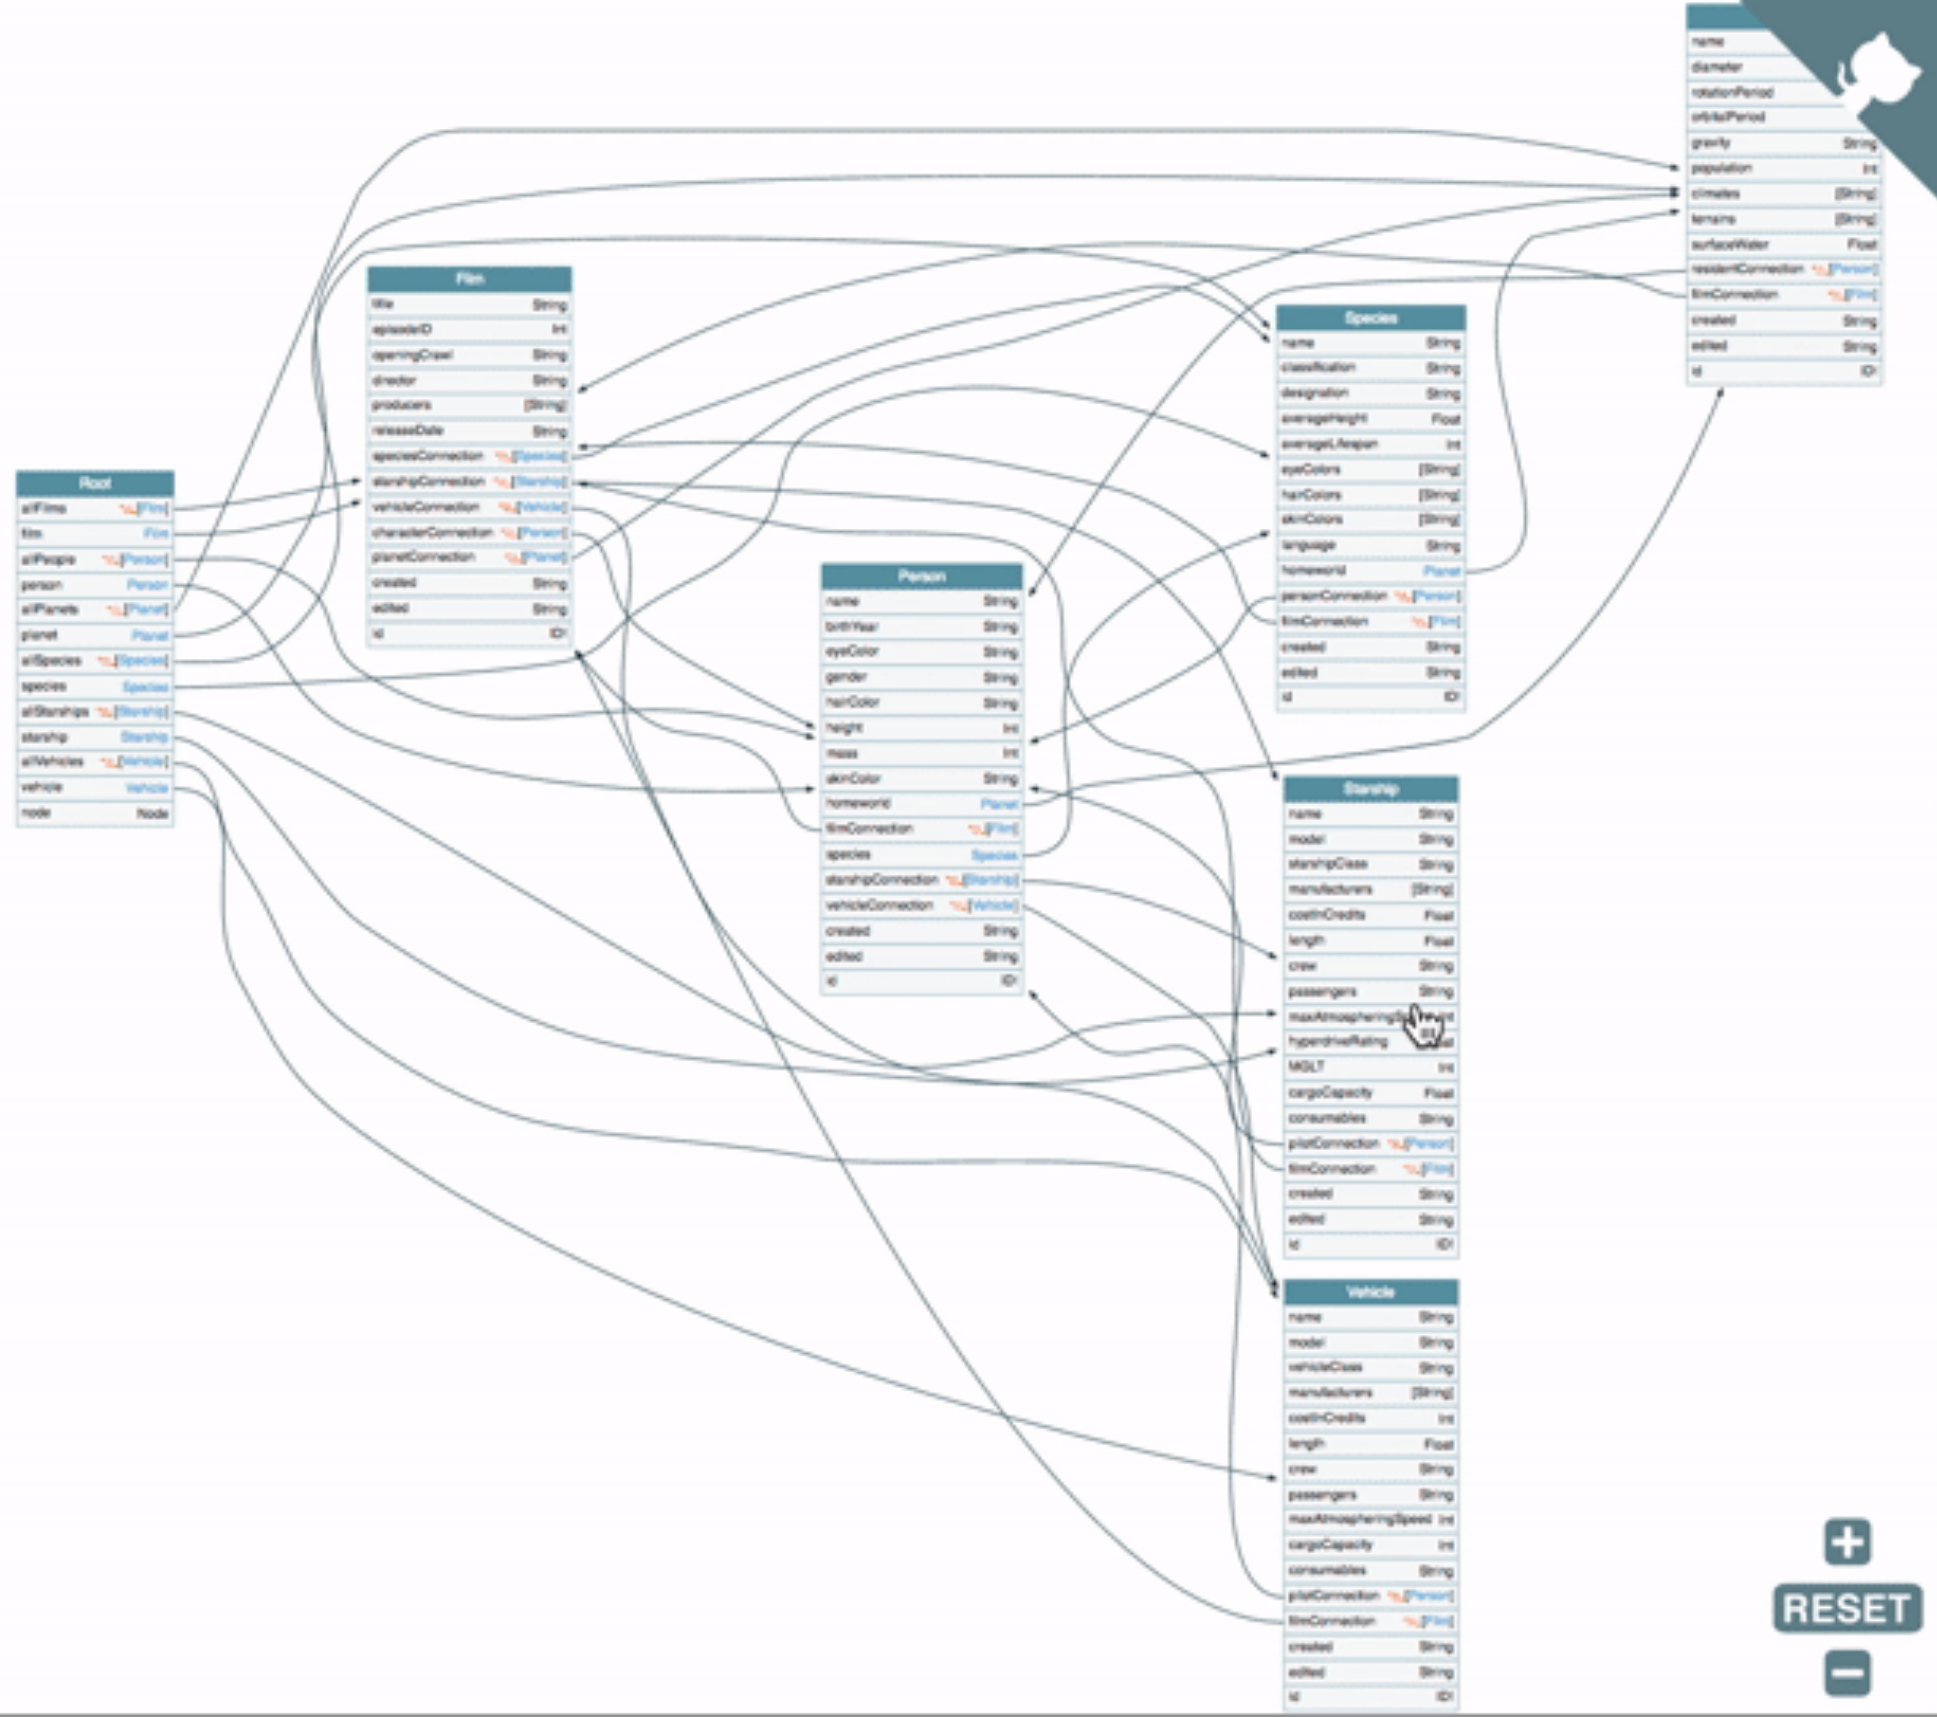 Root
allFilms [Film]
film Film
allPeople [Person]
person Person
allPlanets [Planet]
planet Planet
allSpecies [Species]
species Species
allStarships [Starship]
starship Starship
allVehicles [Vehicle]
vehicle Vehicle
node Node
Film
title String
episodeID Int
openingCrawl String
director String
producers [String]
releaseDate String
speciesConnection [Species]
starshipConnection [Starship]
vehicleConnection [Vehicle]
characterConnection [Person]
planetConnection [Planet]
created String
edited String
id ID!
Person
name String
birthYear String
eyeColor String
gender String
hairColor String
height Int
mass Int
skinColor String
homeworld Planet
filmConnection [Film]
species Species
starshipConnection [Starship]
vehicleConnection [Vehicle]
created String
edited String
id ID!
Species
name String
classification String
designation String
averageHeight Float
averageLifespan Int
eyeColors [String]
hairColors [String]
skinColors [String]
language String
homeworld Planet
personConnection [Person]
filmConnection [Film]
created String
edited String
id ID!
name
diameter
rotationPeriod
orbitalPeriod
gravity String
population Int
climates [String]
terrains [String]
surfaceWater Float
residentConnection [Person]
filmConnection [Film]
created String
edited String
id ID!
Starship
name String
model String
starshipClass String
manufacturers [String]
costInCredits Float
length Float
crew String
passengers String
hyperdriveRating
MGLT Int
cargoCapacity Float
consumables String
pilotConnection [Person]
filmConnection [Film]
created String
edited String
id ID!
Vehicle
name String
model String
vehicleClass String
manufacturers [String]
costInCredits Int
length Float
crew String
passengers String
maxAtmospheringSpeed Int
cargoCapacity Int
consumables String
pilotConnection [Person]
filmConnection [Film]
created String
edited String
id ID!
RESET